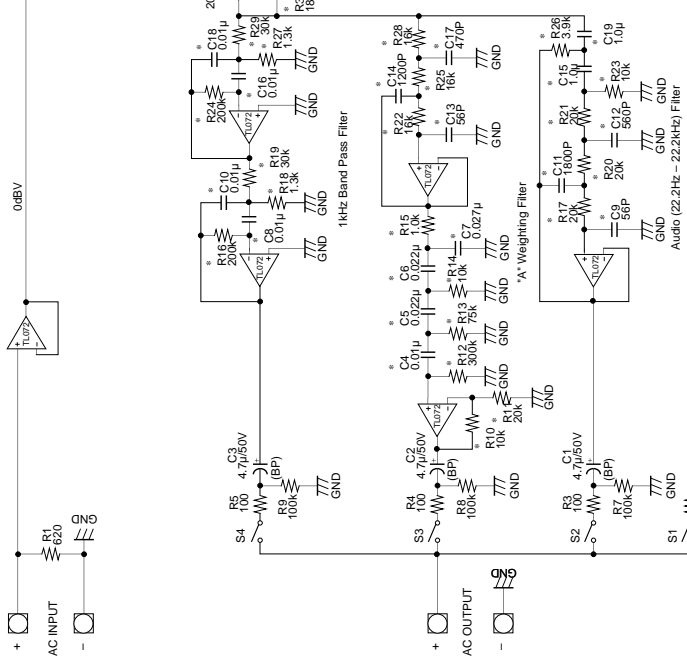 +
AC INPUT
−
R1
620
GND
+
−
TL072
0dBV
*
C18
0.01µ
*
R29
30k
*
R27
1.3k
GND
*
R24
200k
*
C16
0.01µ
GND
−
+
TL072
*
R19
30k
*
C10
0.01µ
*
R18
1.3k
GND
*
R16
200k
*
C8
0.01µ
GND
−
+
TL072
1kHz Band Pass Filter
C3
4.7µ/50V
+
(BP)
R5
100
R9
100k
GND
S4
*
R28
16k
*
C17
470P
GND
*
C14
1200P
*
R25
16k
*
R22
16k
*
C13
56P
GND
+
−
TL072
*
R15
1.0k
*
C7
0.027µ
GND
*
C6
0.022µ
*
R14
10k
GND
*
C5
0.022µ
*
R13
75k
GND
*
C4
0.01µ
*
R12
300k
GND
+
−
TL072
*
R11
20k
GND
*
R10
10k
"A" Weighting Filter
C2
4.7µ/50V
+
(BP)
R4
100
R8
100k
GND
S3
+
AC OUTPUT
−
GND
*
R26
3.9k
*
C19
1.0µ
*
C15
1.0µ
*
R23
10k
GND
*
R21
20k
*
C12
560P
GND
*
C11
1800P
*
R20
20k
*
R17
20k
*
C9
56P
GND
+
−
TL072
Audio (22.2Hz – 22.2kHz) Filter
C1
4.7µ/50V
+
(BP)
R3
100
R7
100k
GND
S2
S1